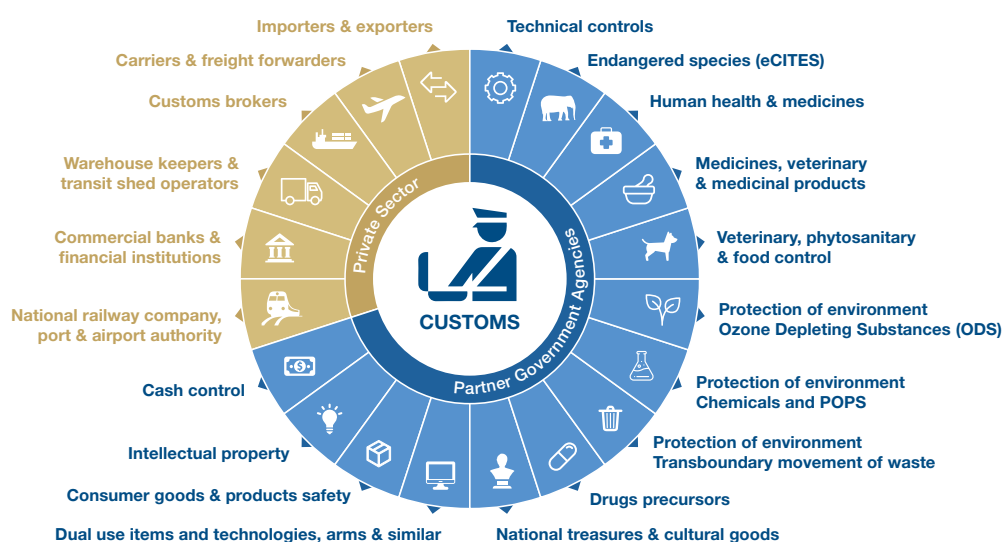 Importers & exporters
Technical controls
Carriers & freight forwarders
Endangered species (eCITES)
Customs brokers
Human health & medicines
Warehouse keepers &
transit shed operators
Medicines, veterinary
& medicinal products
Commercial banks &
financial institutions
Veterinary, phytosanitary
& food control
National railway company,
port & airport authority
Protection of environment
Ozone Depleting Substances (ODS)
Cash control
Protection of environment
Chemicals and POPS
Intellectual property
Protection of environment
Transboundary movement of waste
Consumer goods & products safety
Drugs precursors
Dual use items and technologies, arms & similar
National treasures & cultural goods
Private Sector
Partner Government Agencies
CUSTOMS
$